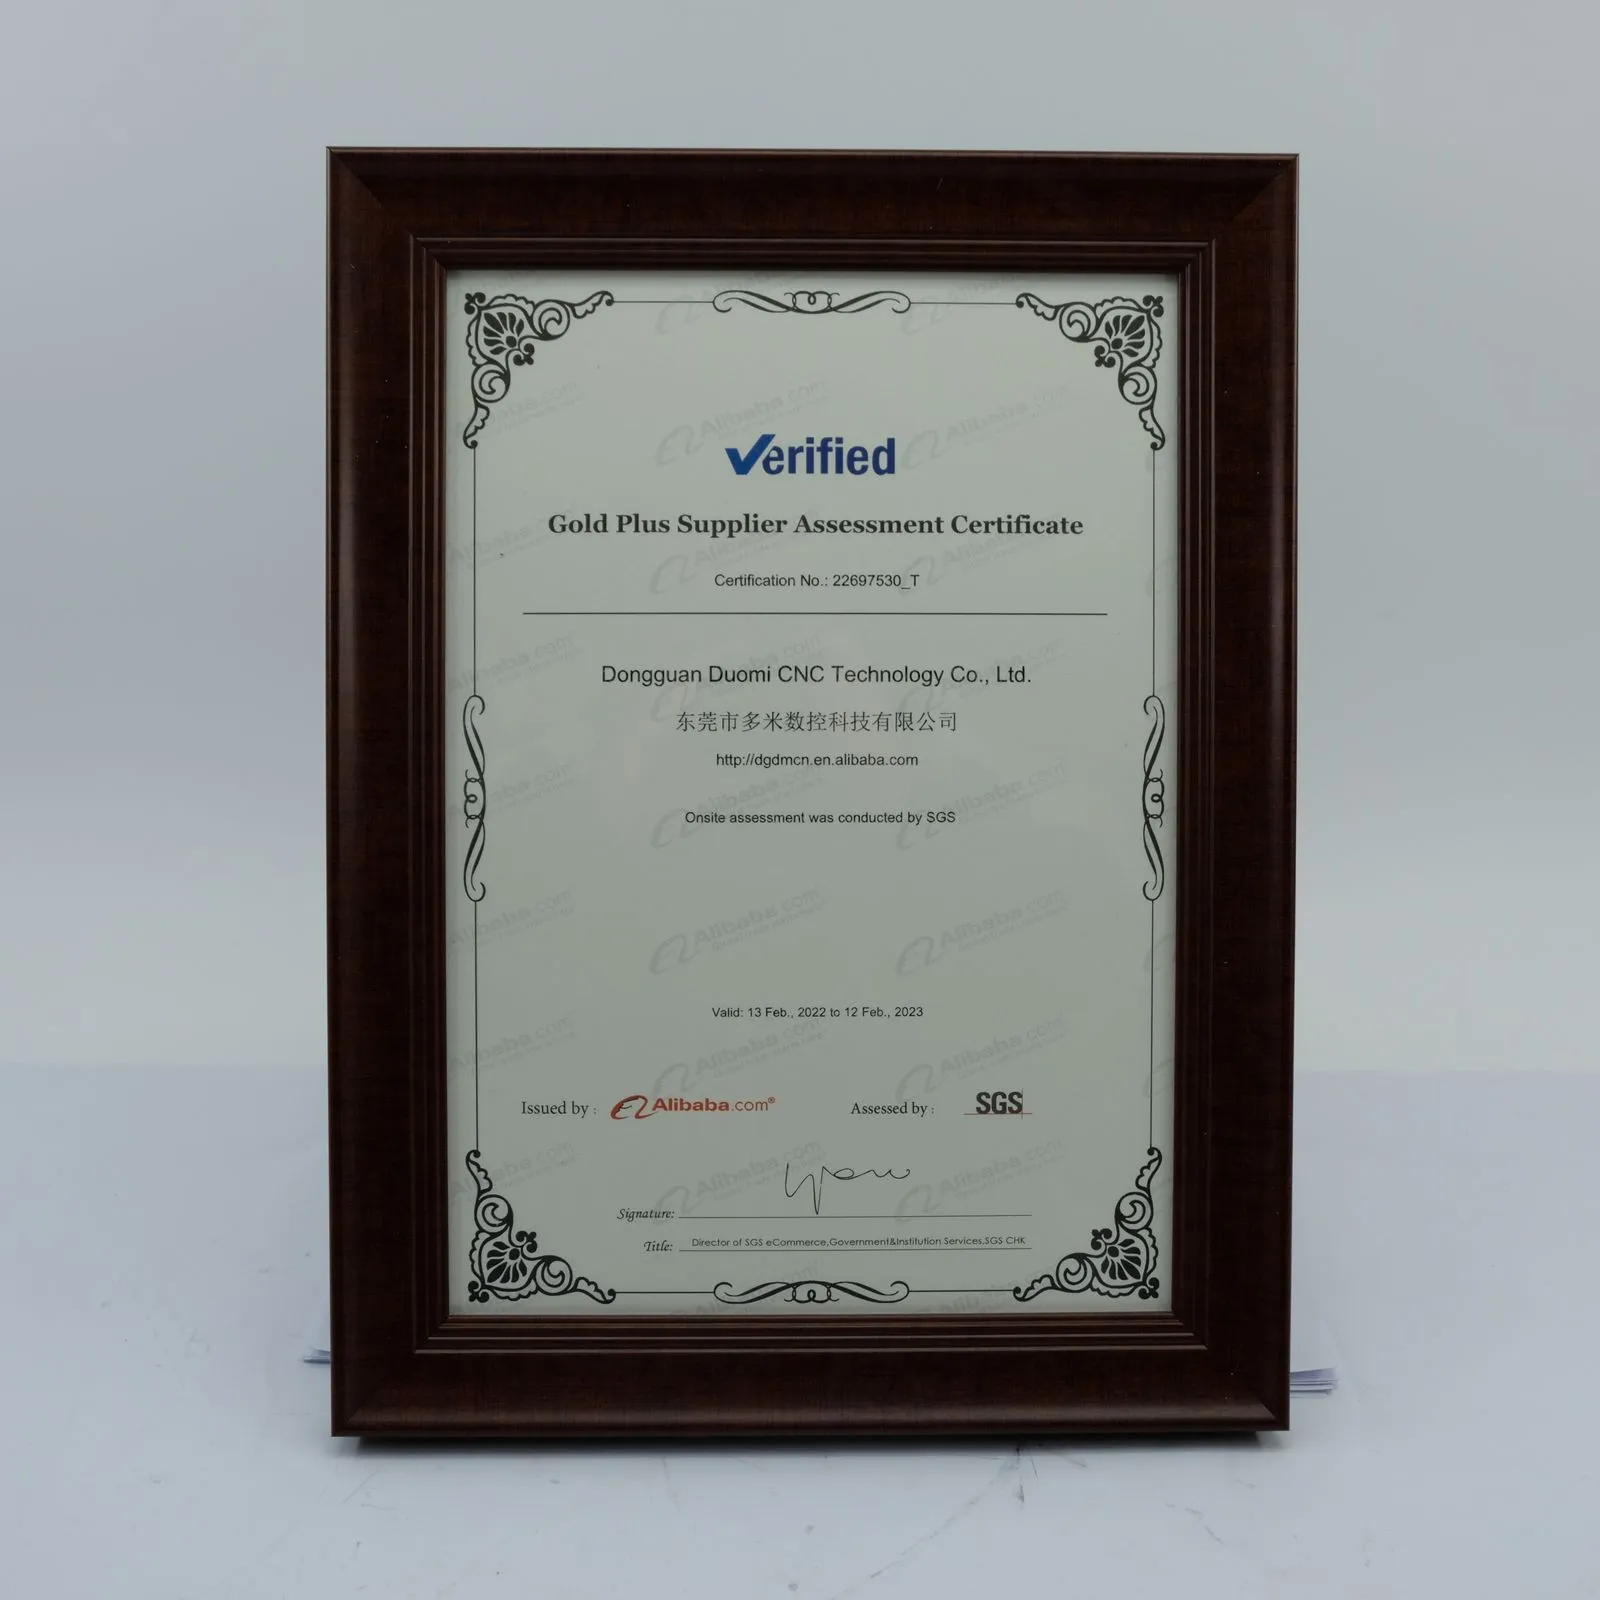 Verified
Gold Plus Supplier Assessment Certificate
Certification No.: 22697530_T
Dongguan Duomi CNC Technology Co., Ltd.
东莞市多米数控科技有限公司
http://dgdmcn.en.alibaba.com
Onsite assessment was conducted by SGS
Valid: 13 Feb., 2022 to 12 Feb., 2023
Issued by : Alibaba.com® Assessed by : SGS
Signature:
Title: Director of SGS eCommerce,Government&Institution Services,SGS CHK